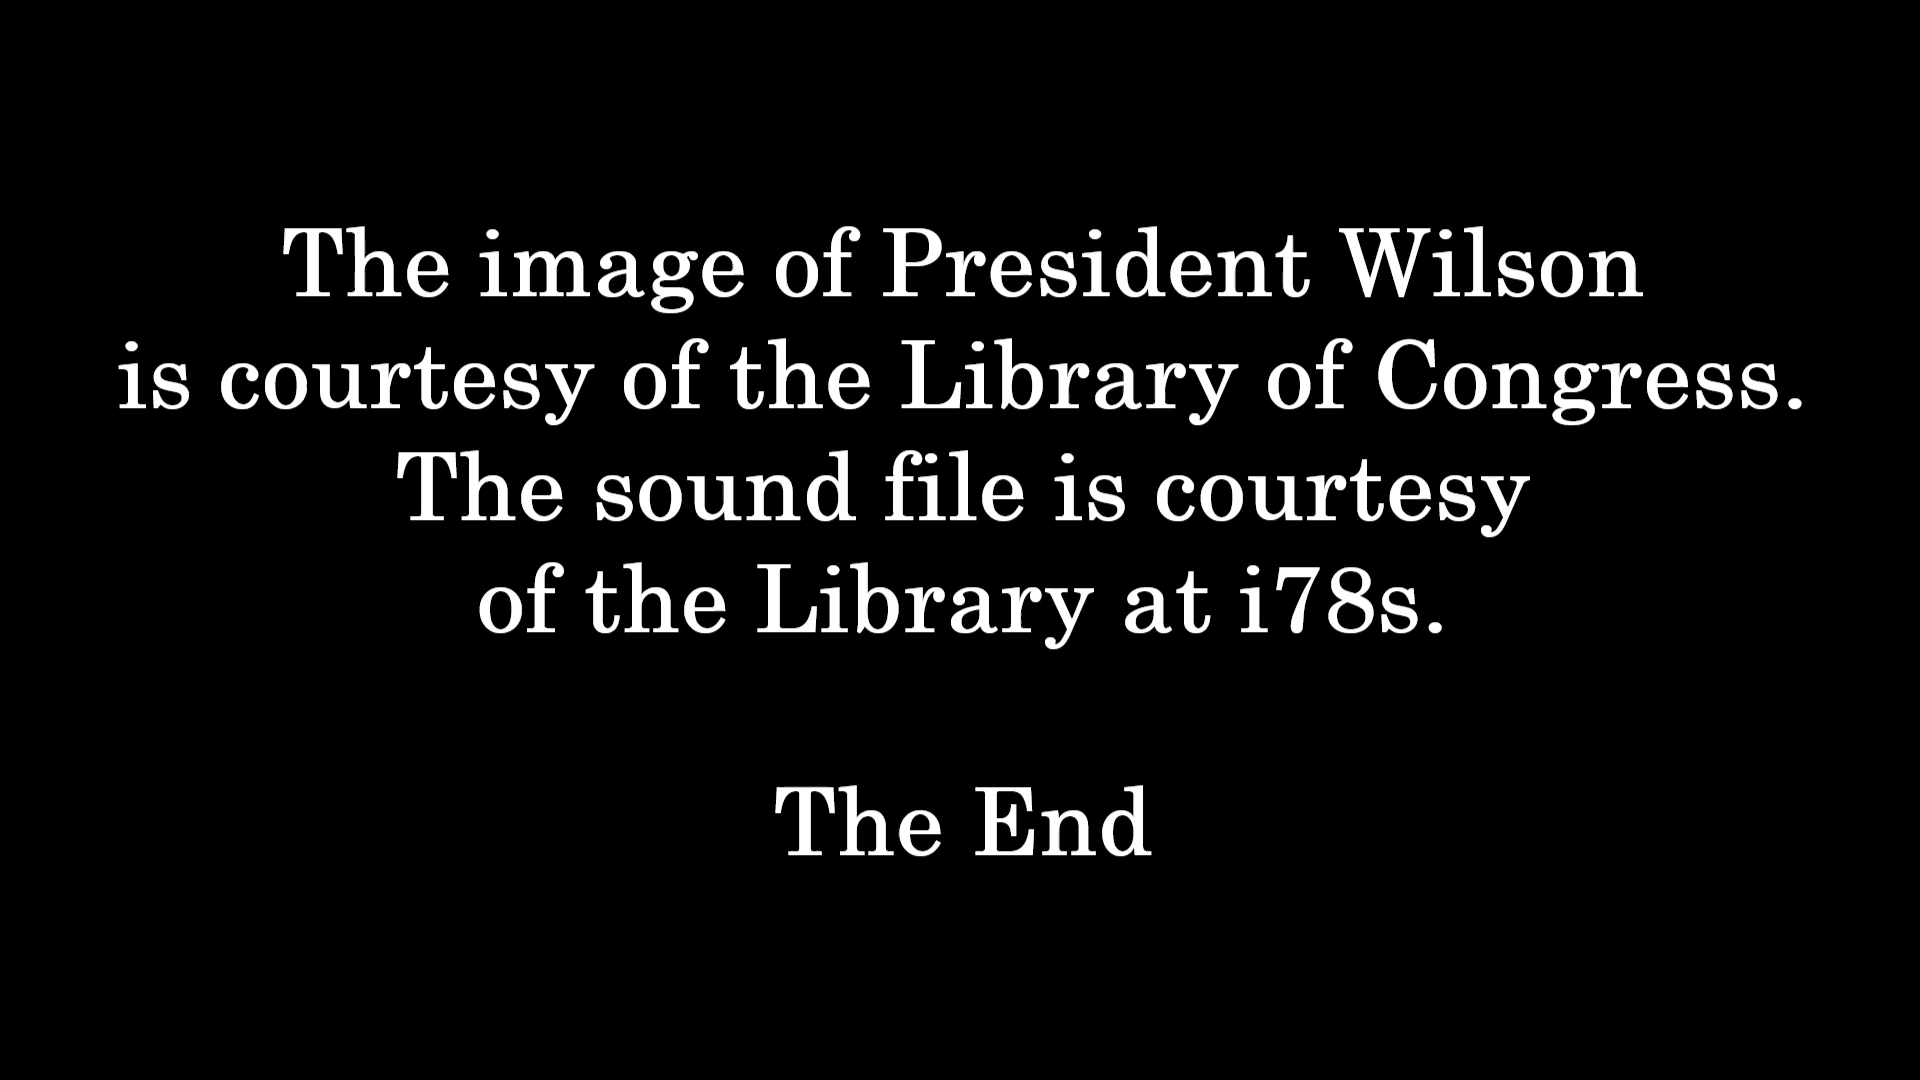 The image of President Wilson
is courtesy of the Library of Congress.
The sound file is courtesy
of the Library at i78s.
The End